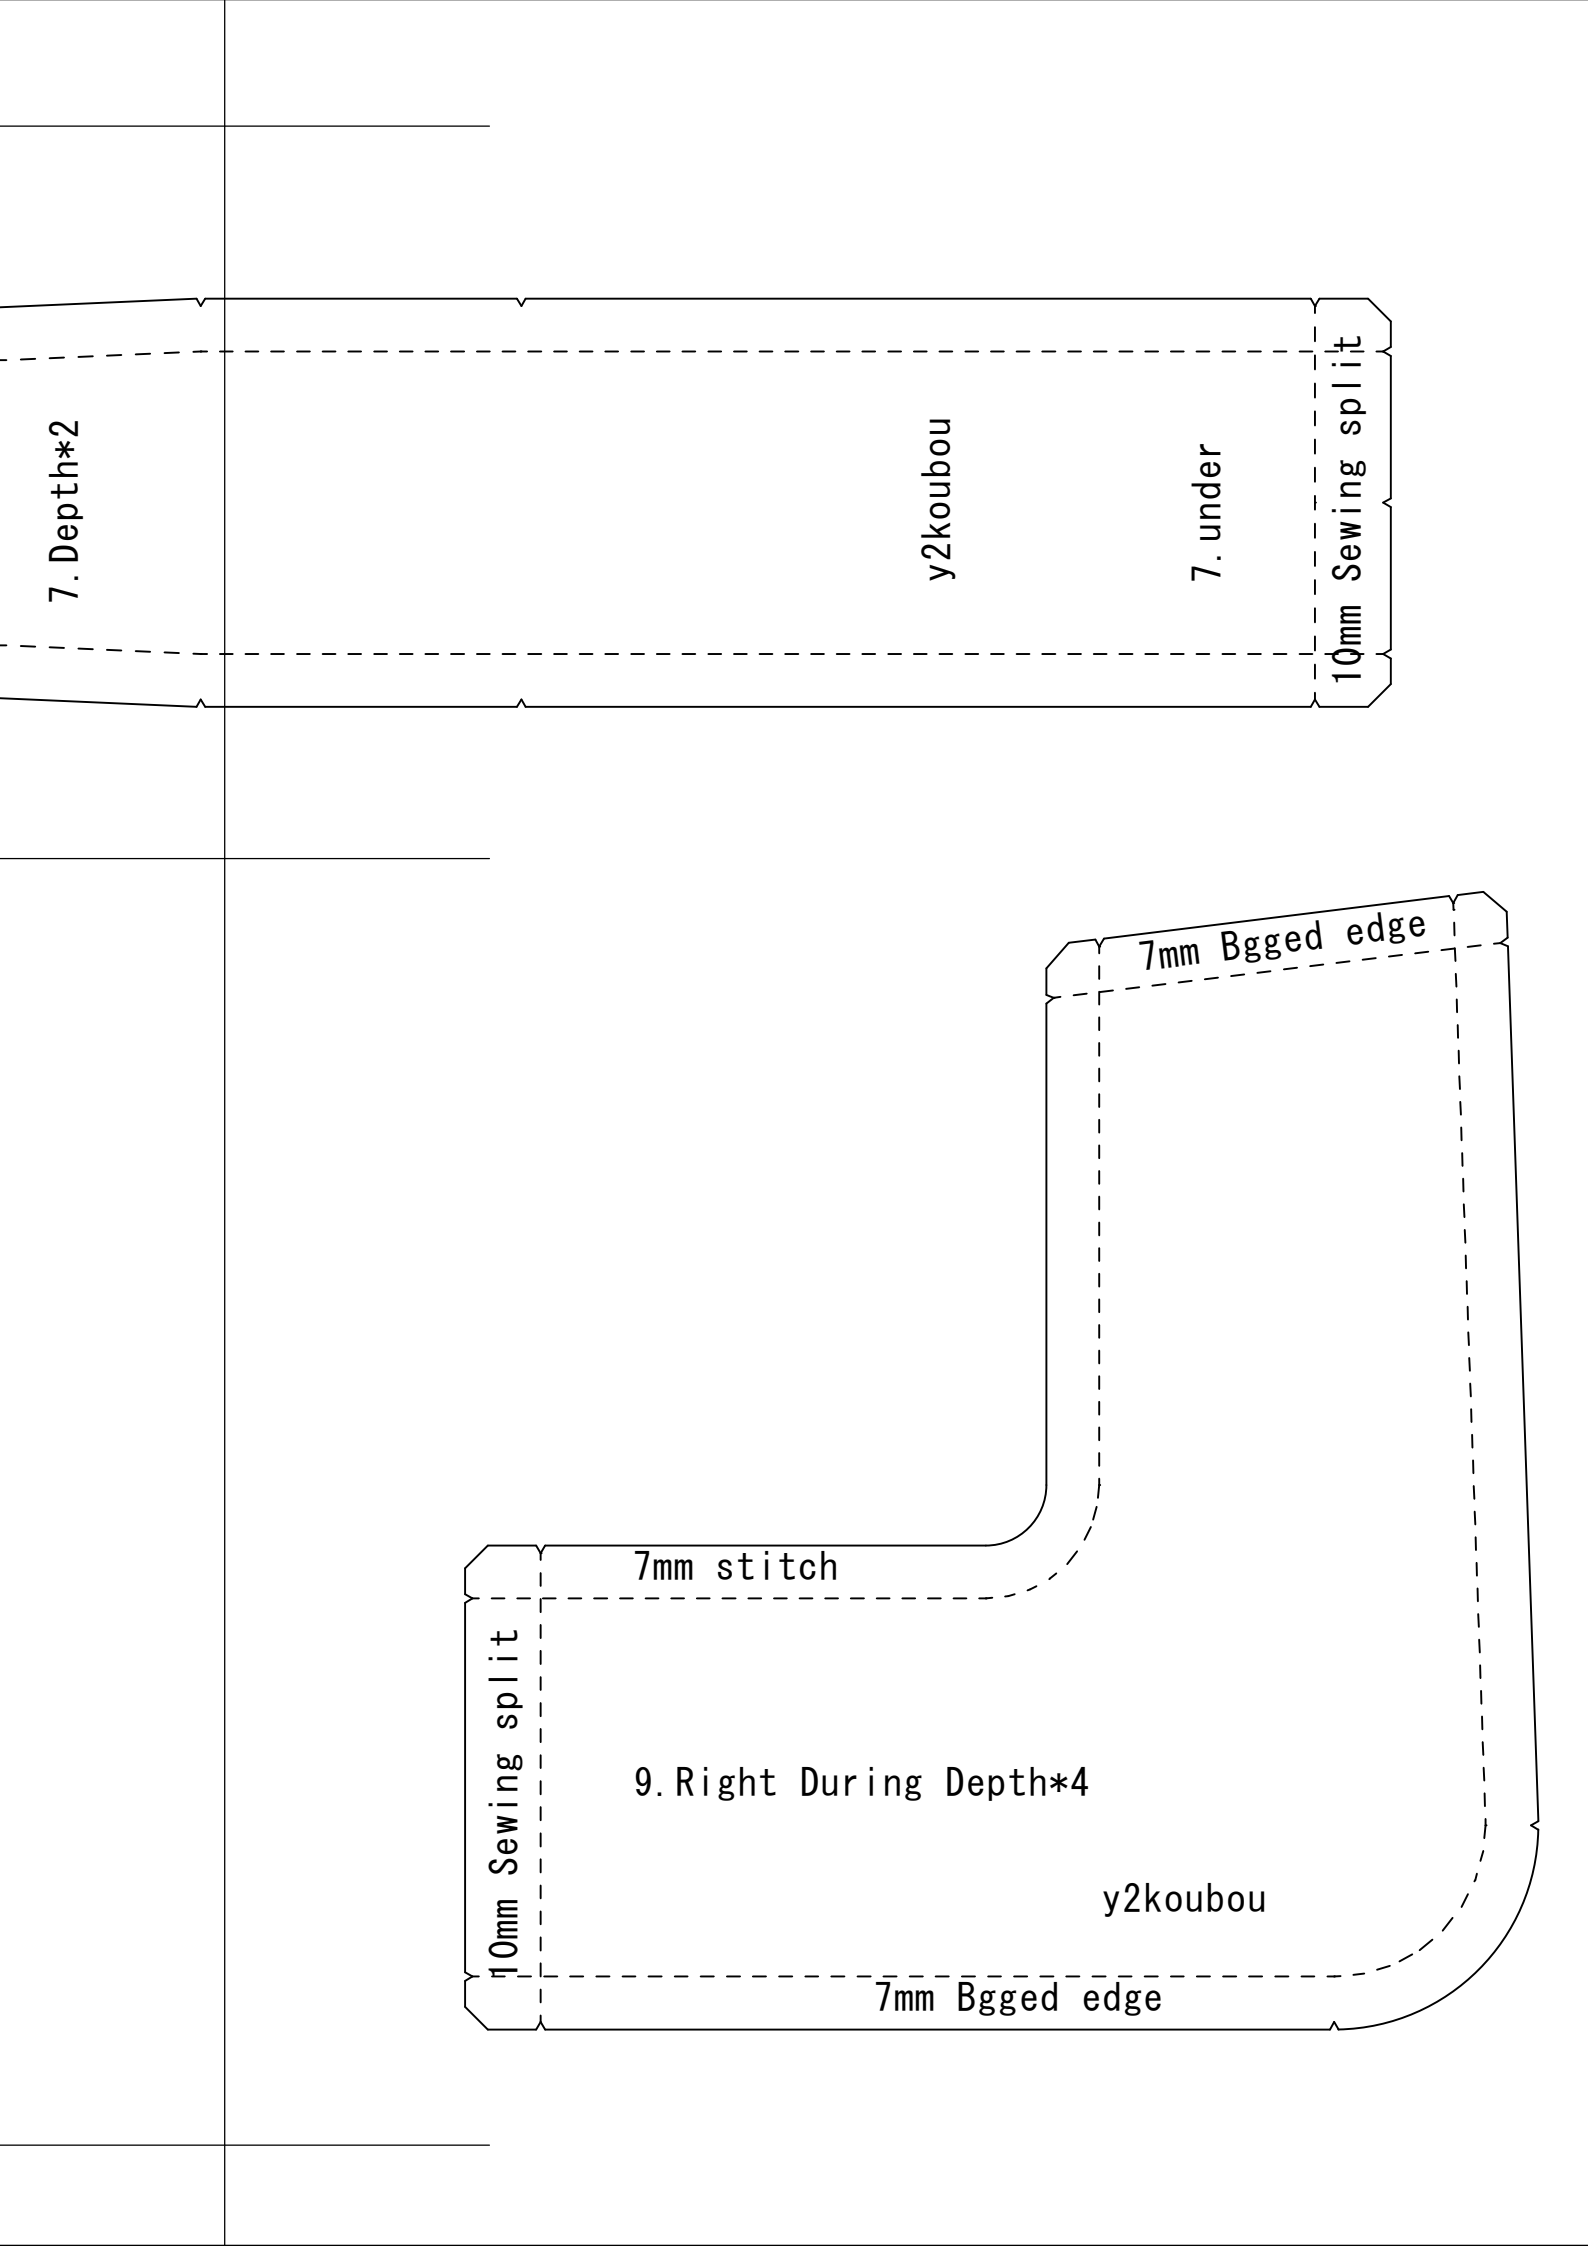 7.Depth*2
y2koubou
7.under
10mm Sewing split
7mm Bgged edge
7mm stitch
10mm Sewing split
9.Right During Depth*4
y2koubou
7mm Bgged edge